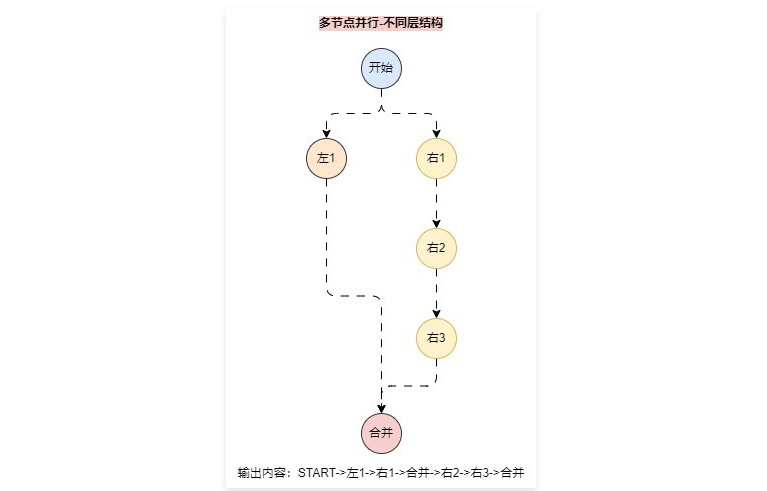 多节点并行-不同层结构
开始
左1
右1
右2
右3
合并
输出内容：START->左1->右1->合并->右2->右3->合并